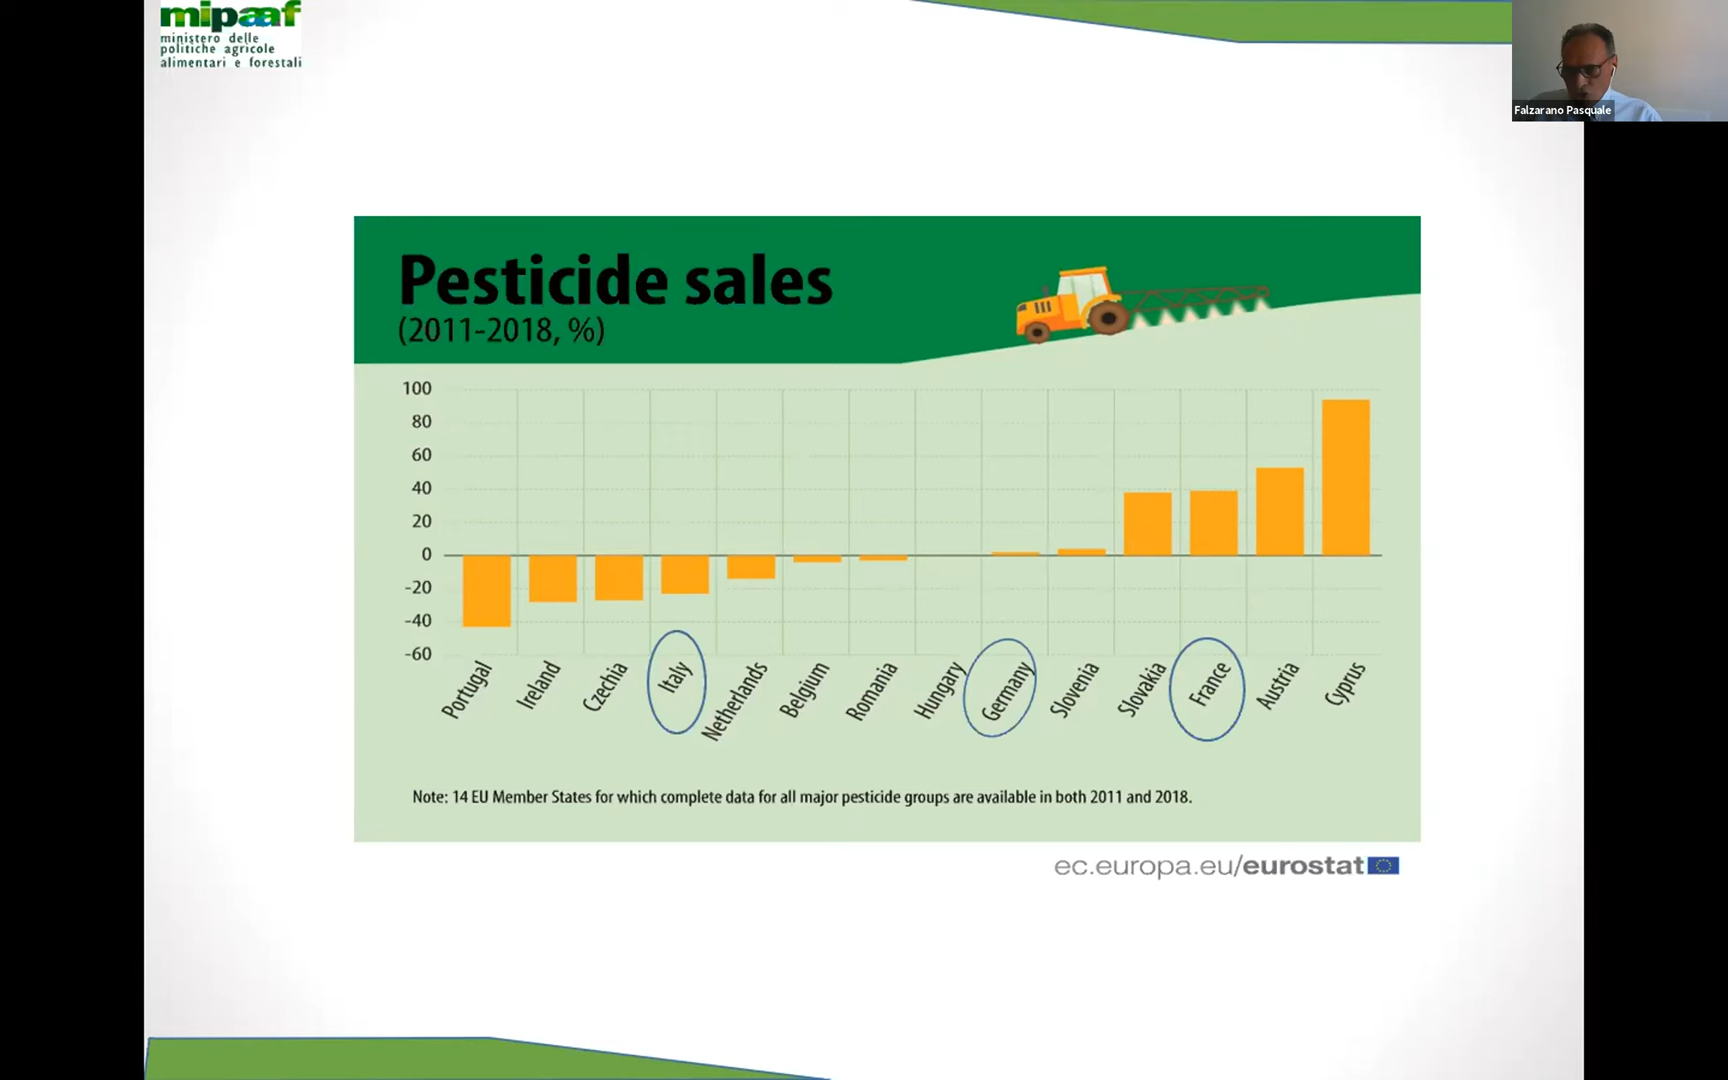 mipaaf
ministero delle
politiche agricole
alimentari e forestali
Falzarano Pasquale
Pesticide sales
(2011-2018, %)
100
80
60
40
20
0
-20
-40
-60
Portugal
Ireland
Czechia
Italy
Netherlands
Belgium
Romania
Hungary
Germany
Slovenia
Slovakia
France
Austria
Cyprus
Note: 14 EU Member States for which complete data for all major pesticide groups are available in both 2011 and 2018.
ec.europa.eu/eurostat